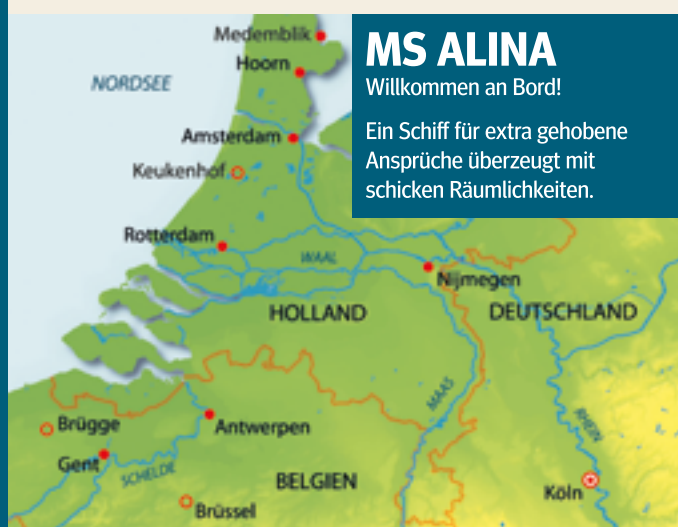 MS ALINA
Willkommen an Bord!
Ein Schiff für extra gehobene
Ansprüche überzeugt mit
schicken Räumlichkeiten.
Medemblik
Hoorn
NORDSEE
Amsterdam
Keukenhof
Rotterdam
WAAL
Nijmegen
HOLLAND
DEUTSCHLAND
MAAS
RHEIN
Brügge
Antwerpen
Gent
SCHELDE
BELGIEN
Köln
Brüssel